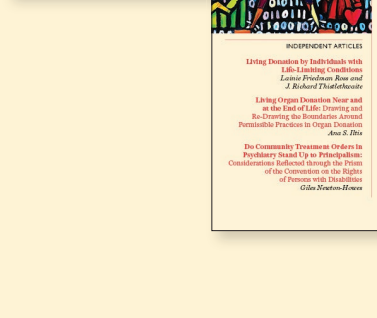 INDEPENDENT ARTICLES
Living Donation by Individuals with
Life-Limiting Conditions
Lainie Friedman Ross and
J. Richard Thistlethwaite
Living Organ Donation Near and
at the End of Life: Drawing and
Re-Drawing the Boundaries Around
Permissible Practices in Organ Donation
Ana S. Iltis
Do Community Treatment Orders in
Psychiatry Stand Up to Principalism:
Considerations Reflected through the Prism
of the Convention on the Rights
of Persons with Disabilities
Giles Newton-Howes